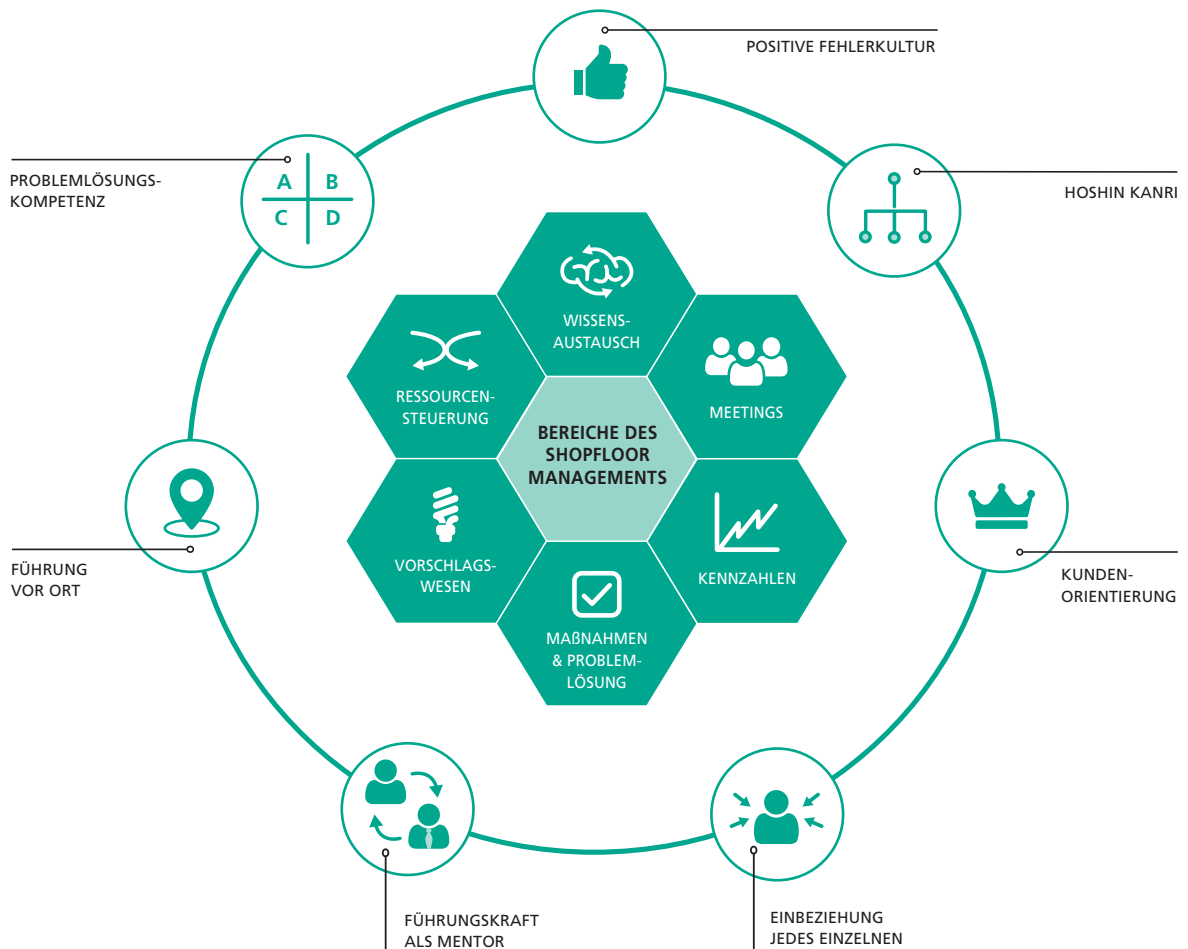 POSITIVE FEHLERKULTUR
PROBLEMLÖSUNGS-
KOMPETENZ
A B
C D
HOSHIN KANRI
WISSENS-
AUSTAUSCH
RESSOURCEN-
STEUERUNG
MEETINGS
BEREICHE DES
SHOPFLOOR
MANAGEMENTS
VORSCHLAGS-
WESEN
KENNZAHLEN
MAßNAHMEN
& PROBLEM-
LÖSUNG
FÜHRUNG
VOR ORT
KUNDEN-
ORIENTIERUNG
FÜHRUNGSKRAFT
ALS MENTOR
EINBEZIEHUNG
JEDES EINZELNEN